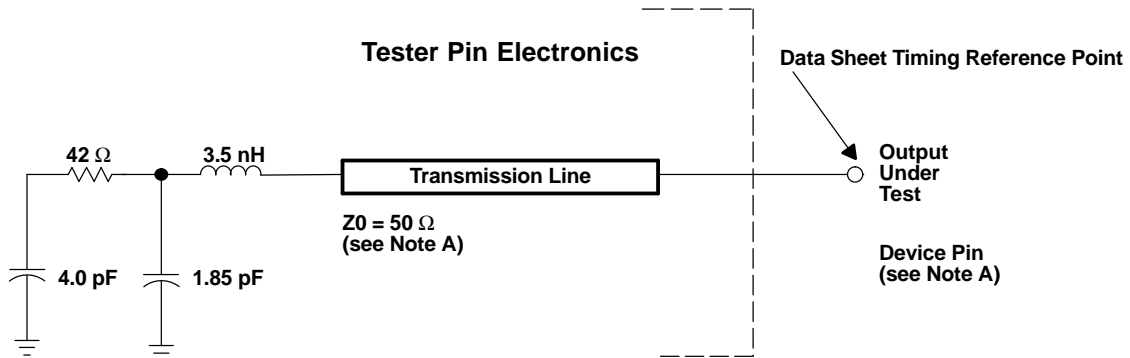 Tester Pin Electronics
Data Sheet Timing Reference Point
42 Ω
3.5 nH
Transmission Line
Output
Under
Test
Z0 = 50 Ω
(see Note A)
Device Pin
(see Note A)
4.0 pF
1.85 pF